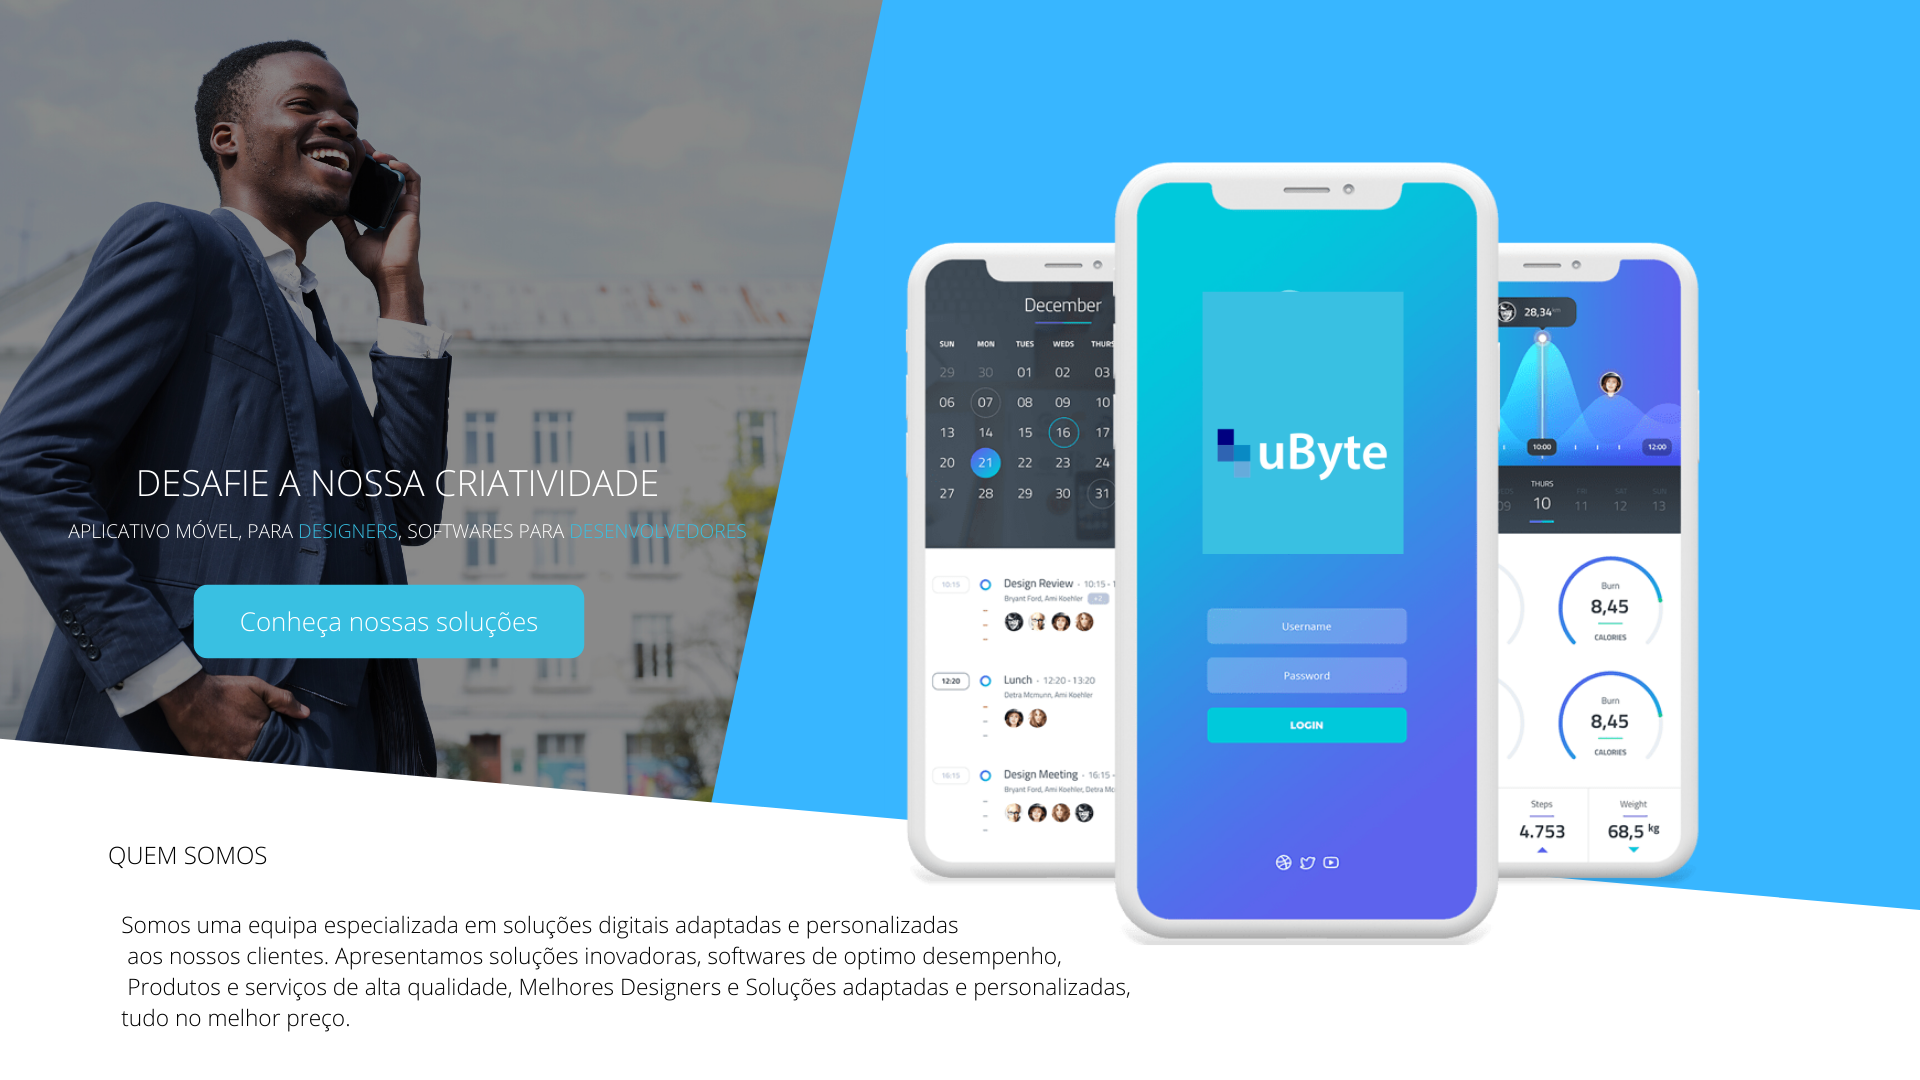 DESAFIE A NOSSA CRIATIVIDADE
APLICATIVO MÓVEL, PARA DESIGNERS, SOFTWARES PARA DESENVOLVEDORES
Conheça nossas soluções
QUEM SOMOS
Somos uma equipa especializada em soluções digitais adaptadas e personalizadas
aos nossos clientes. Apresentamos soluções inovadoras, softwares de optimo desempenho,
Produtos e serviços de alta qualidade, Melhores Designers e Soluções adaptadas e personalizadas,
tudo no melhor preço.
December
SUN MON TUES WEDS THURS
29 30 01 02 03
06 07 08 09 10
13 14 15 16 17
20 21 22 23 24
27 28 29 30 31
10:15 Design Review - 10:15 - 1
Bryant Ford, Ami Koehler +2
12:20 Lunch - 12:20 - 13:20
Detra Mcmunn, Ami Koehler
16:15 Design Meeting - 16:15 -
Bryant Ford, Ami Koehler, Detra Mc
uByte
Username
Password
LOGIN
28,34 km
10:00 12:00
THURS FRI SAT SUN
09 10 11 12 13
Burn
8,45
CALORIES
Burn
8,45
CALORIES
Steps
4.753
Weight
68,5 kg